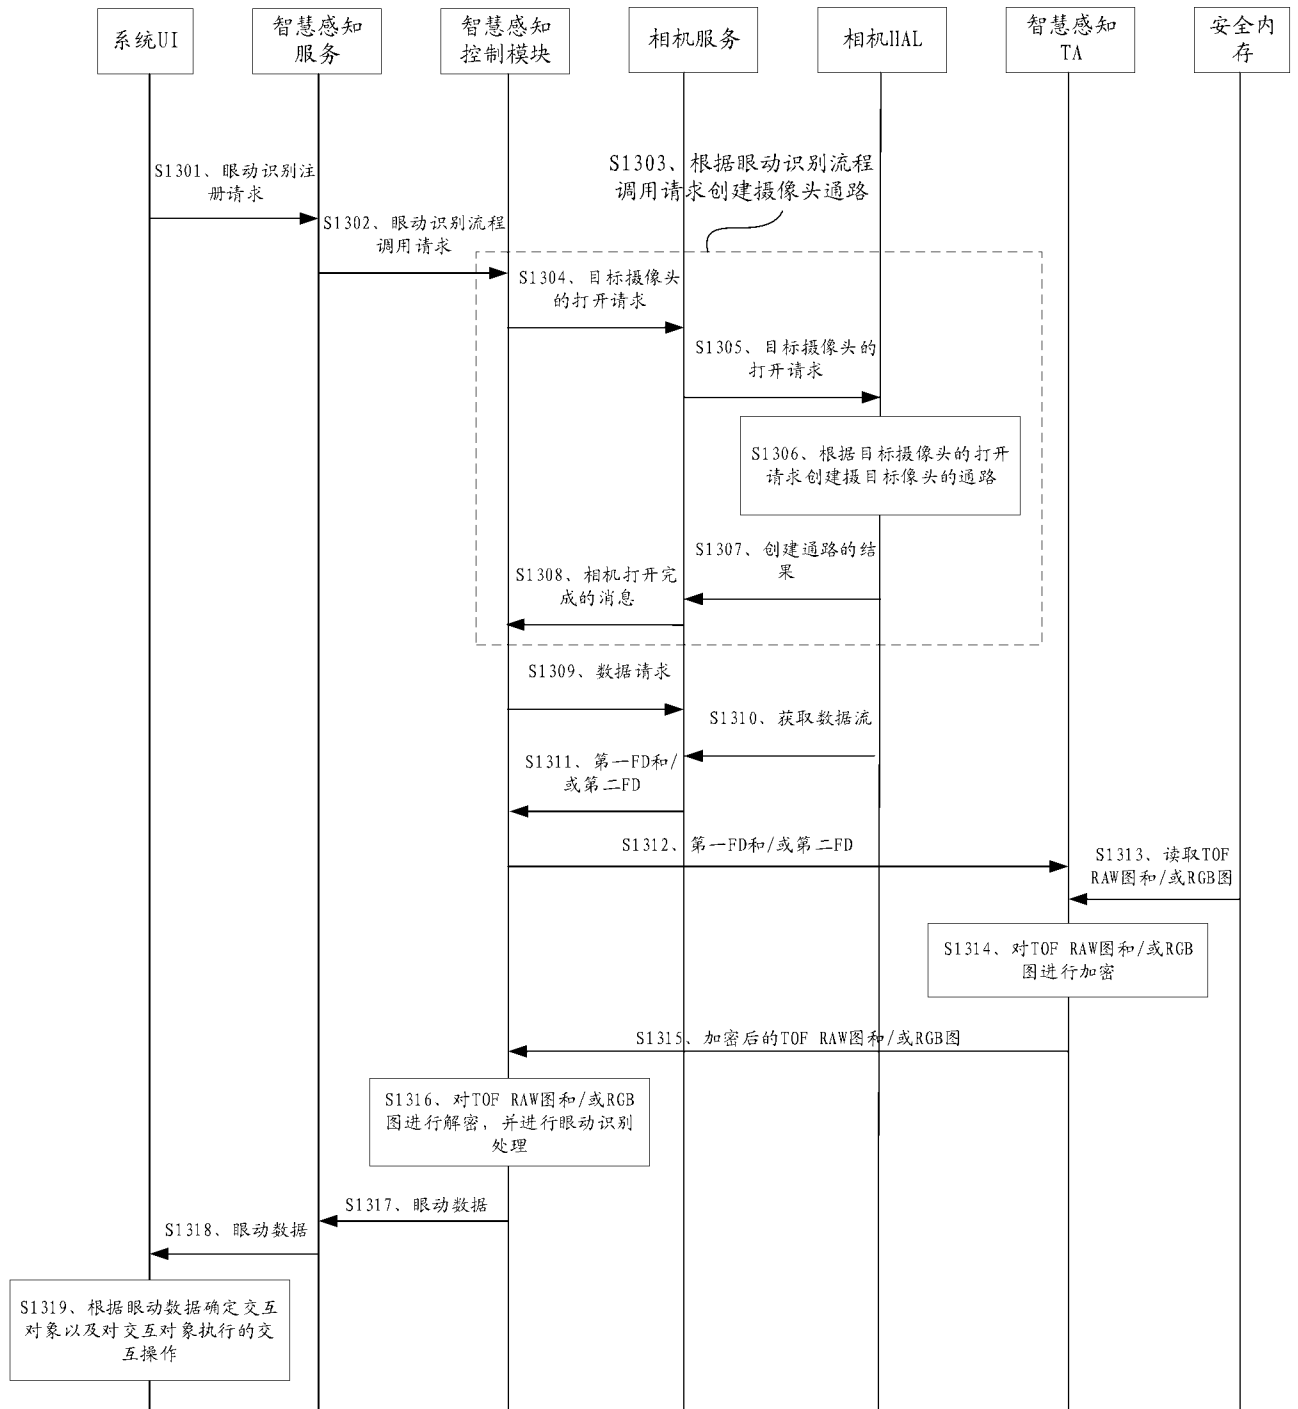 系统UI
智慧感知
服务
智慧感知
控制模块
相机服务
相机HAL
智慧感知
TA
安全内
存
S1301、眼动识别注
册请求
S1302、眼动识别流程
调用请求
S1303、根据眼动识别流程
调用请求创建摄像头通路
S1304、目标摄像头
的打开请求
S1305、目标摄像头的
打开请求
S1306、根据目标摄像头的打开
请求创建摄目标像头的通路
S1307、创建通路的结
果
S1308、相机打开完
成的消息
S1309、数据请求
S1310、获取数据流
S1311、第一FD和/
或第二FD
S1312、第一FD和/或第二FD
S1313、读取TOF
RAW图和/或RGB图
S1314、对TOF RAW图和/或RGB
图进行加密
S1315、加密后的TOF RAW图和/或RGB图
S1316、对TOF RAW图和/或RGB
图进行解密，并进行眼动识别
处理
S1317、眼动数据
S1318、眼动数据
S1319、根据眼动数据确定交互
对象以及对交互对象执行的交
互操作